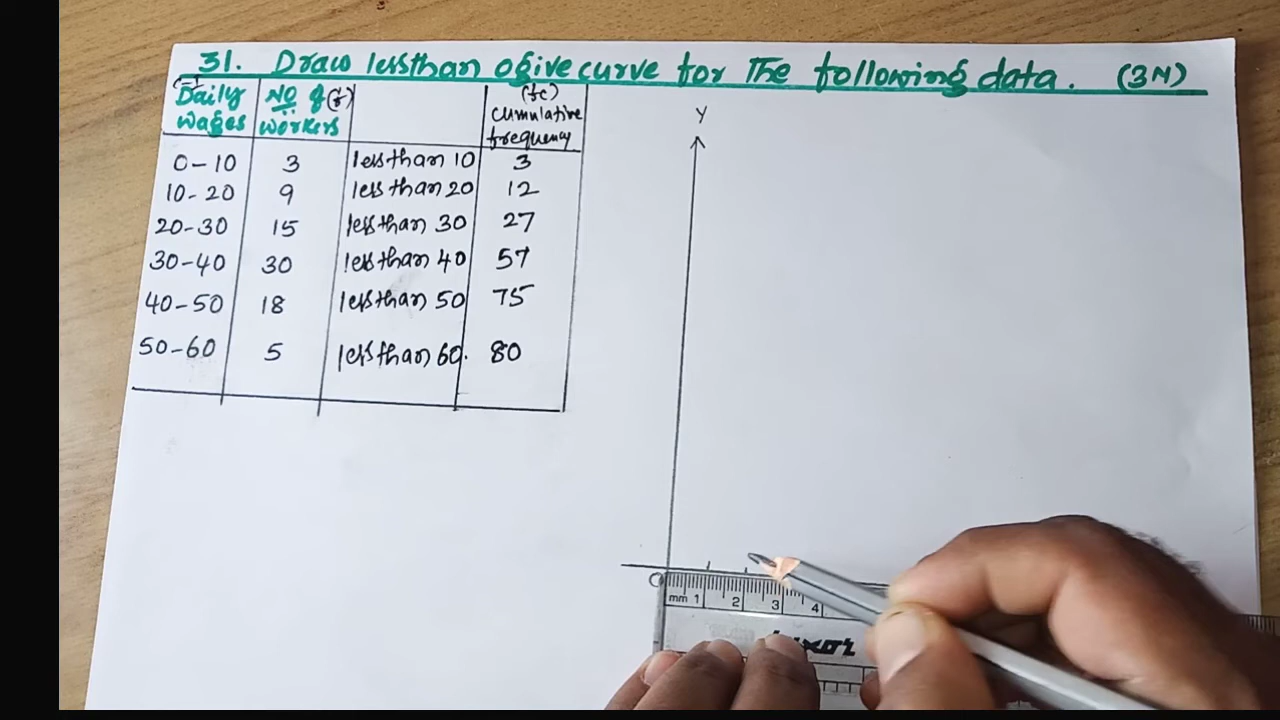 31. Draw lessthan ogive curve for The following data. (3M)
Daily wages | No of (f) workers | | (fc) cumulative frequency
0-10 | 3 | less than 10 | 3
10-20 | 9 | less than 20 | 12
20-30 | 15 | less than 30 | 27
30-40 | 30 | less than 40 | 57
40-50 | 18 | less than 50 | 75
50-60 | 5 | less than 60. | 80
Y
O
mm 1 2 3 4